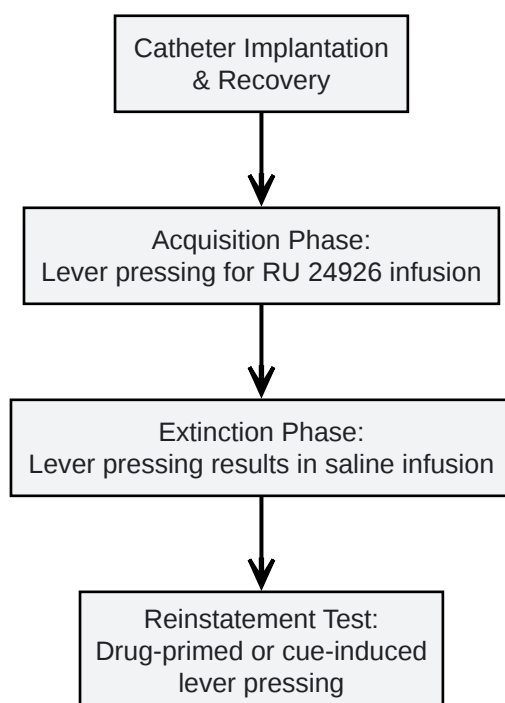 Catheter Implantation
& Recovery
Acquisition Phase:
Lever pressing for RU 24926 infusion
Extinction Phase:
Lever pressing results in saline infusion
Reinstatement Test:
Drug-primed or cue-induced
lever pressing